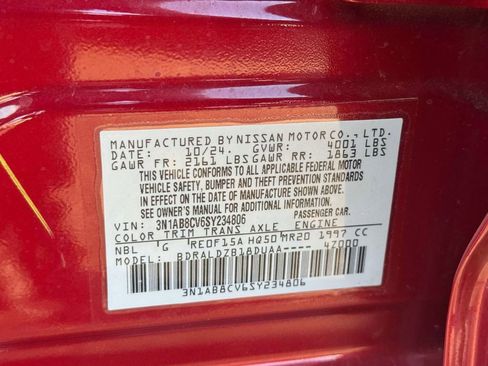 MANUFACTURED BY NISSAN MOTOR CO., LTD.
DATE: 10/24 GVWR: 4001 LBS
GAWR FR: 2161 LBS GAWR RR: 1863 LBS
THIS VEHICLE CONFORMS TO ALL APPLICABLE FEDERAL MOTOR
VEHICLE SAFETY, BUMPER AND THEFT PREVENTION STANDARDS
IN EFFECT ON THE DATE OF MANUFACTURE SHOWN ABOVE.
SEE OWNER'S MANUAL FOR ADDITIONAL INFORMATION
VIN: 3N1AB8CV6SY234806 PASSENGER CAR.
COLOR TRIM TRANS AXLE ENGINE
NBL G RE0F15A HQ50 MR20 1997 CC
MODEL: BDRALDZB18DUAA---- 47000
3N1AB8CV6SY234806